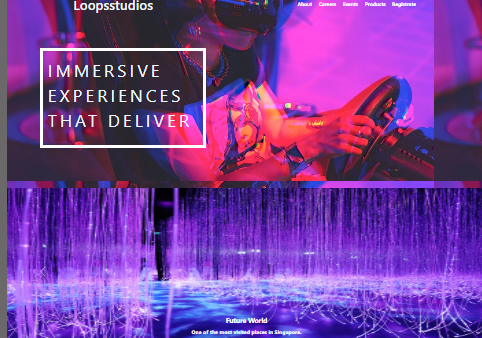 Loopsstudios
About Careers Events Products Registrate
IMMERSIVE
EXPERIENCES
THAT DELIVER
Future World
One of the most visited places in Singapore.